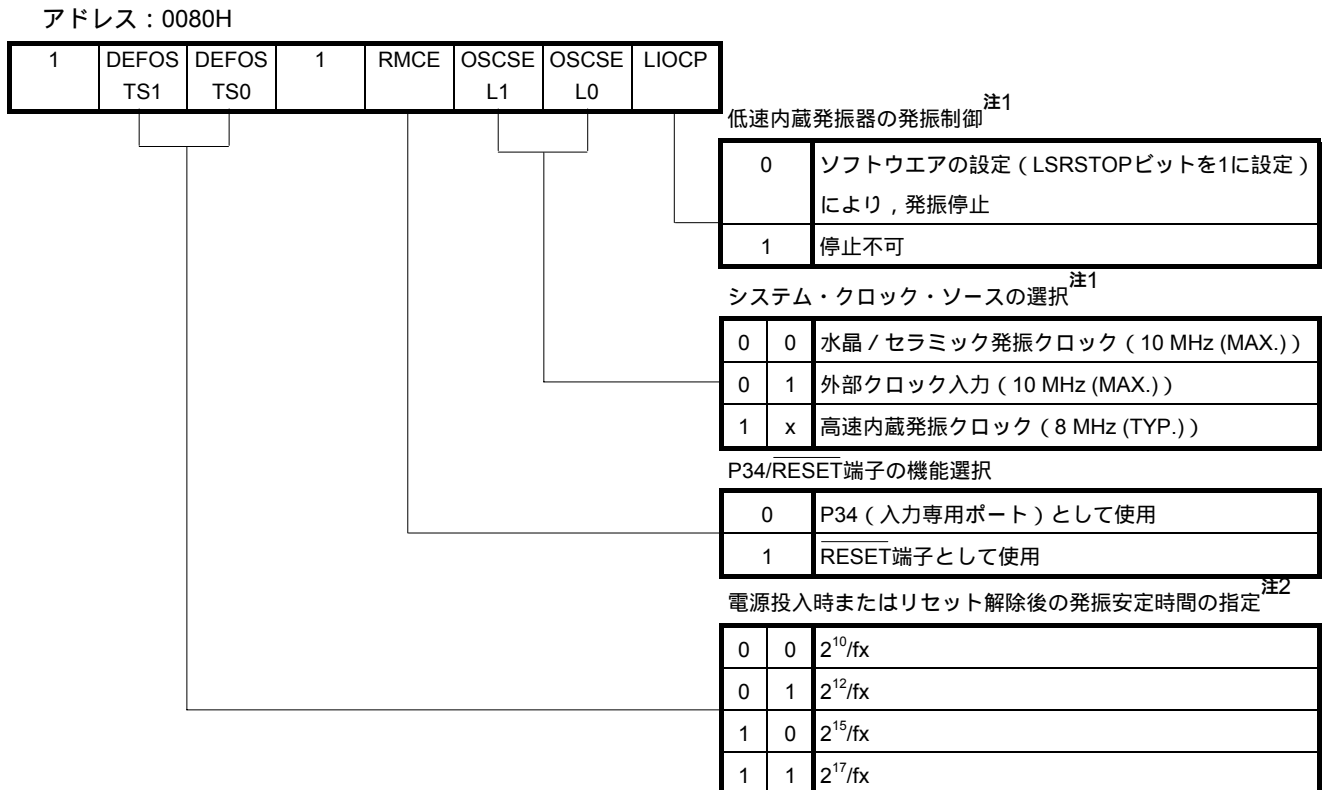 アドレス：0080H
1 DEFOS DEFOS 1 RMCE OSCSE OSCSE LIOCP
TS1 TS0 L1 L0
低速内蔵発振器の発振制御注1
0 ソフトウエアの設定（LSRSTOPビットを1に設定）
により，発振停止
1 停止不可
システム・クロック・ソースの選択注1
0 0 水晶／セラミック発振クロック（10 MHz (MAX.)）
0 1 外部クロック入力（10 MHz (MAX.)）
1 x 高速内蔵発振クロック（8 MHz (TYP.)）
P34/RESET端子の機能選択
0 P34（入力専用ポート）として使用
1 RESET端子として使用
電源投入時またはリセット解除後の発振安定時間の指定注2
0 0 2^10/fx
0 1 2^12/fx
1 0 2^15/fx
1 1 2^17/fx